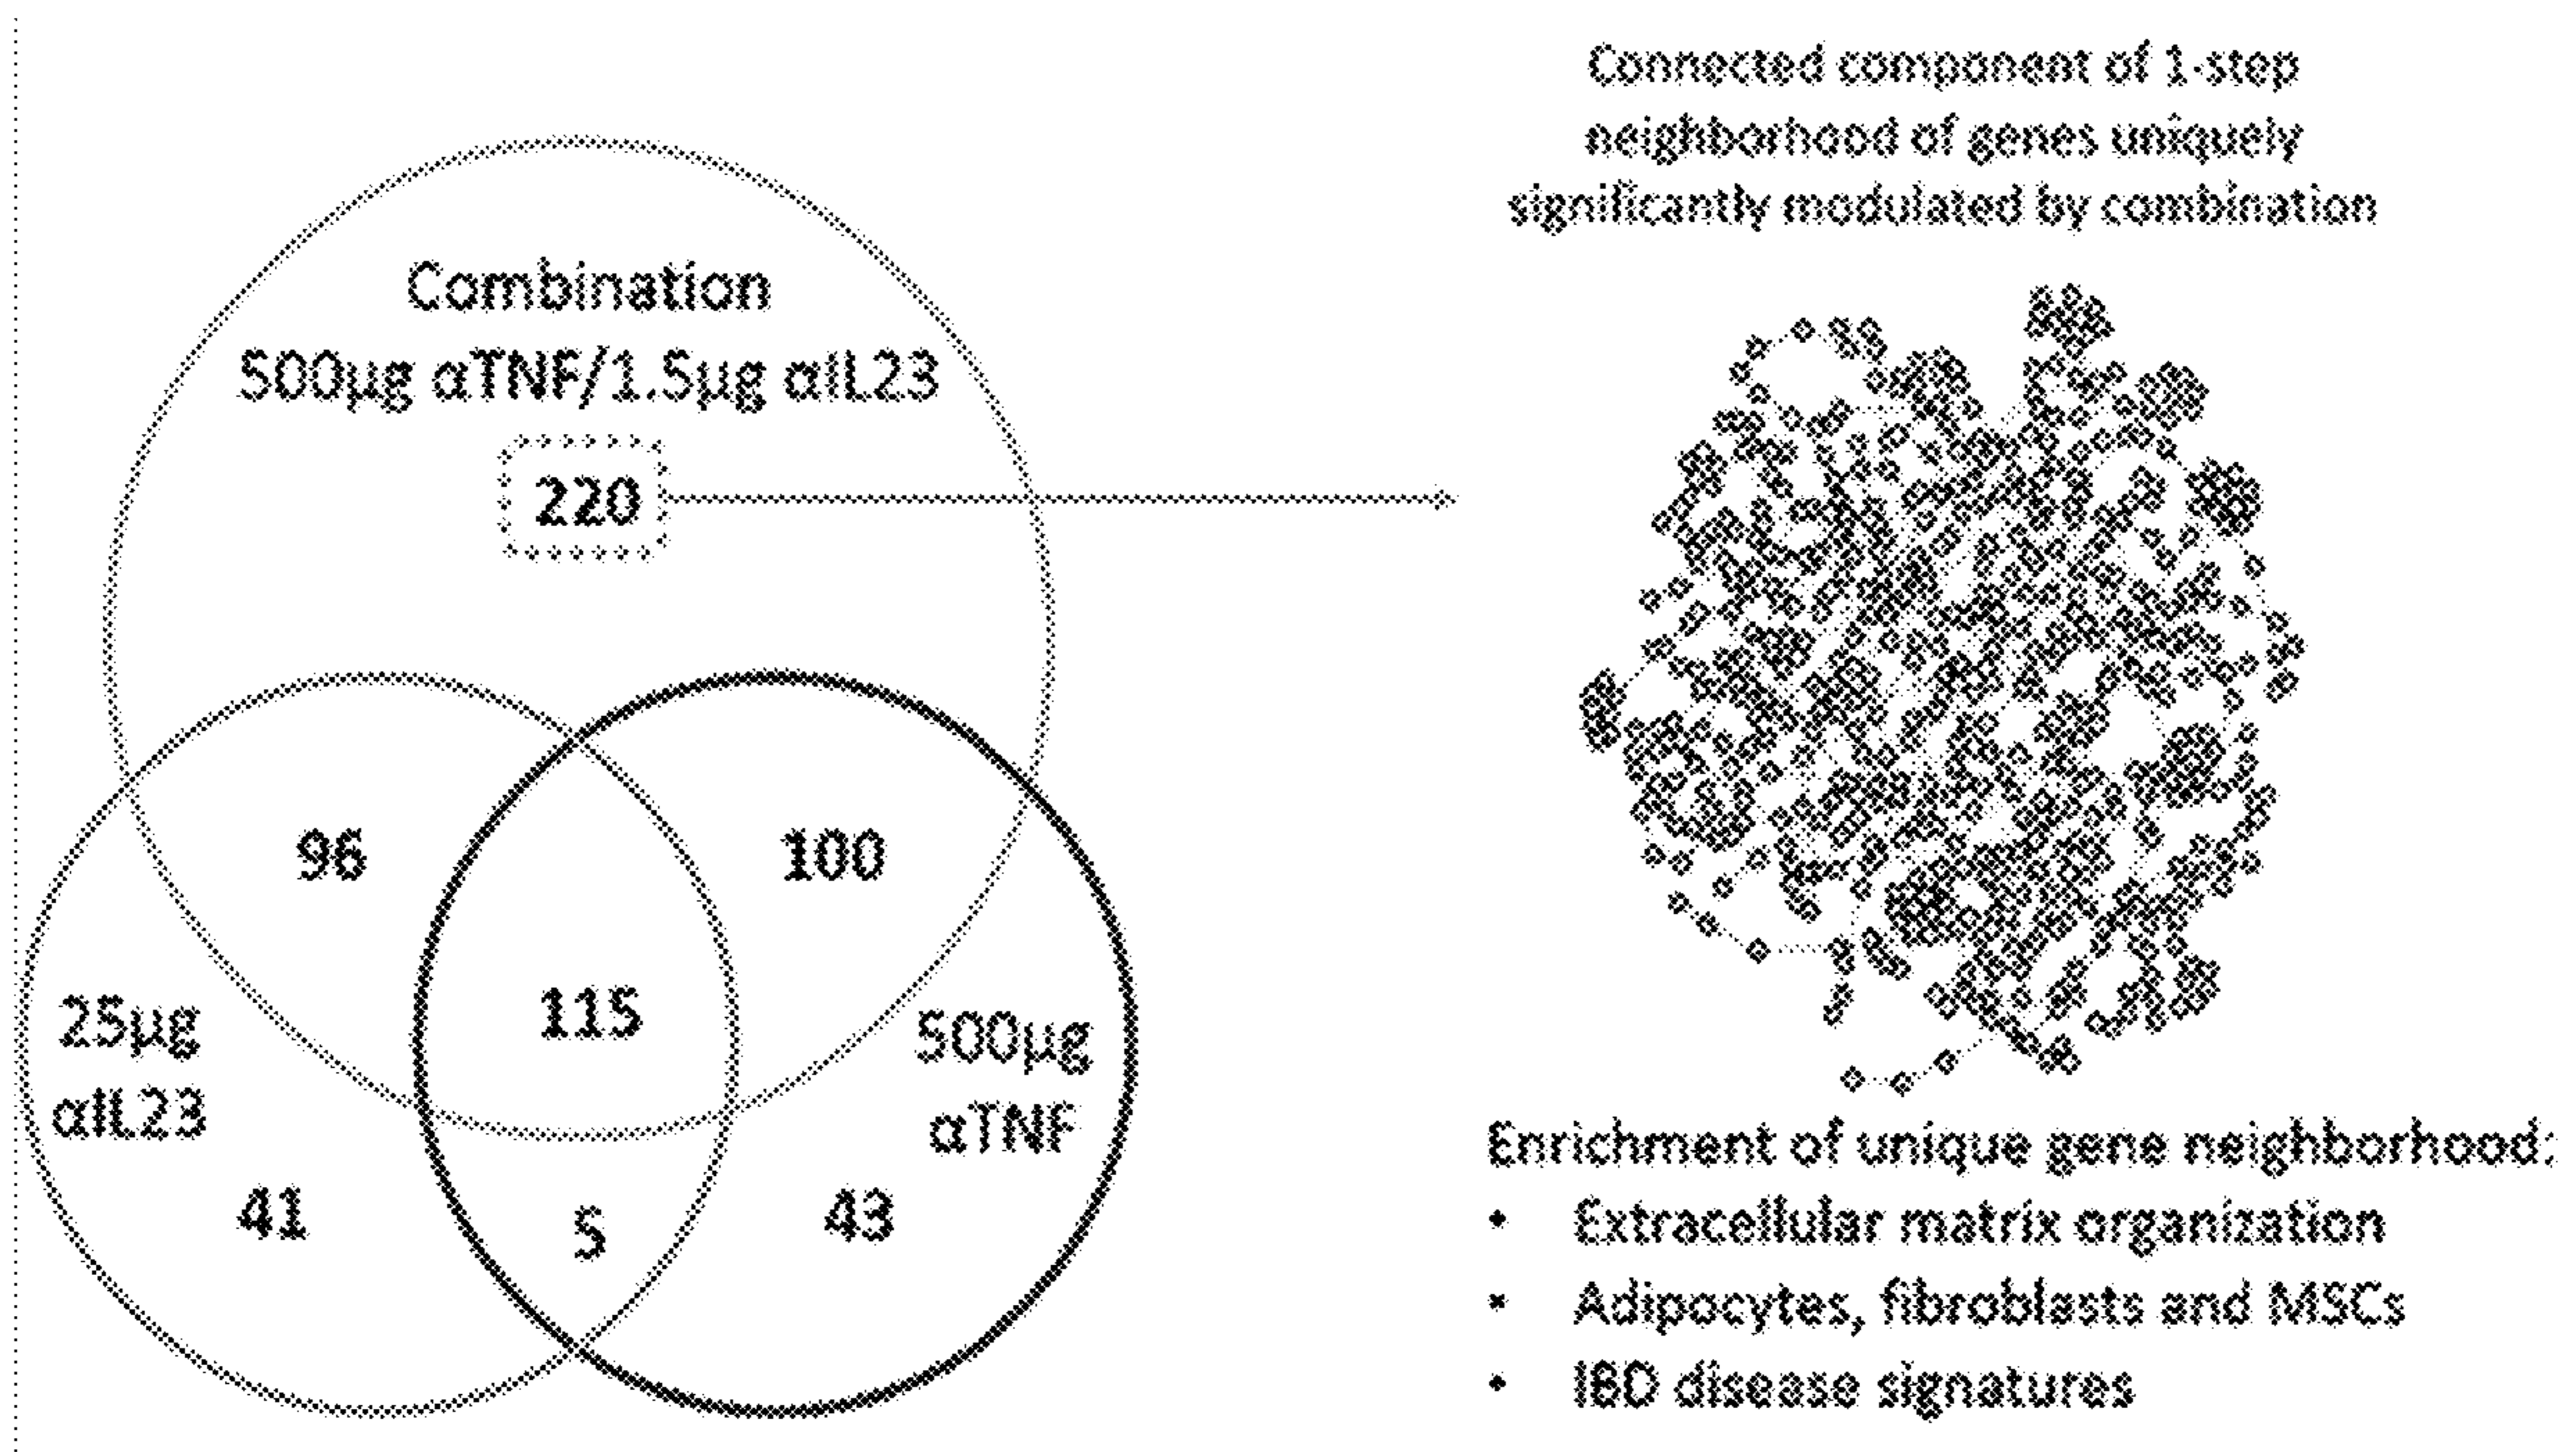 Combination
500µg αTNF/1.5µg αIL23
220
96
100
115
25µg
αIL23
500µg
αTNF
41
5
43
Connected component of 1-step
neighborhood of genes uniquely
significantly modulated by combination
Enrichment of unique gene neighborhood:
• Extracellular matrix organization
• Adipocytes, fibroblasts and MSCs
• IBD disease signatures